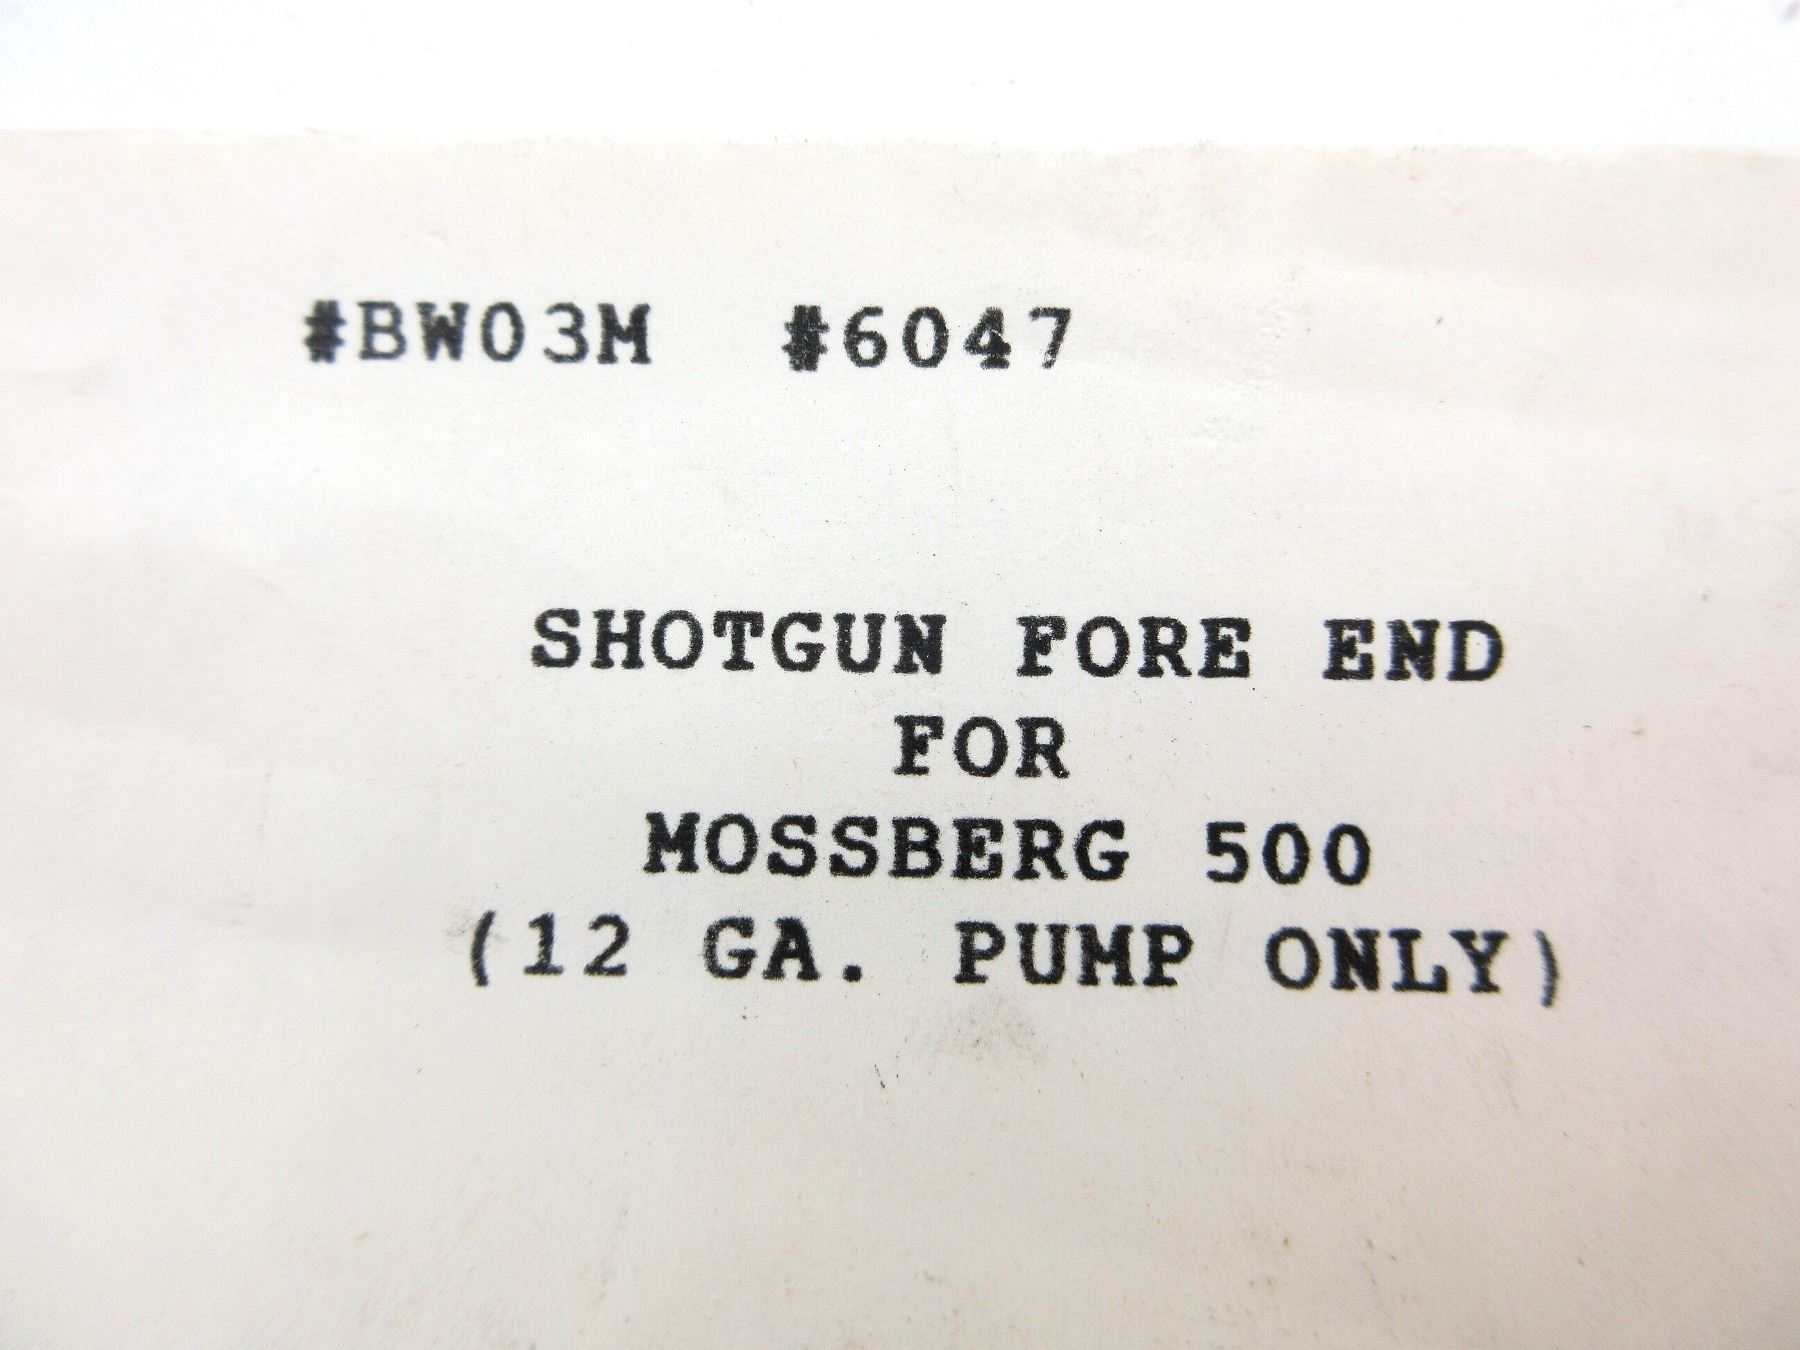 #BW03M #6047
SHOTGUN FORE END
FOR
MOSSBERG 500
(12 GA. PUMP ONLY)